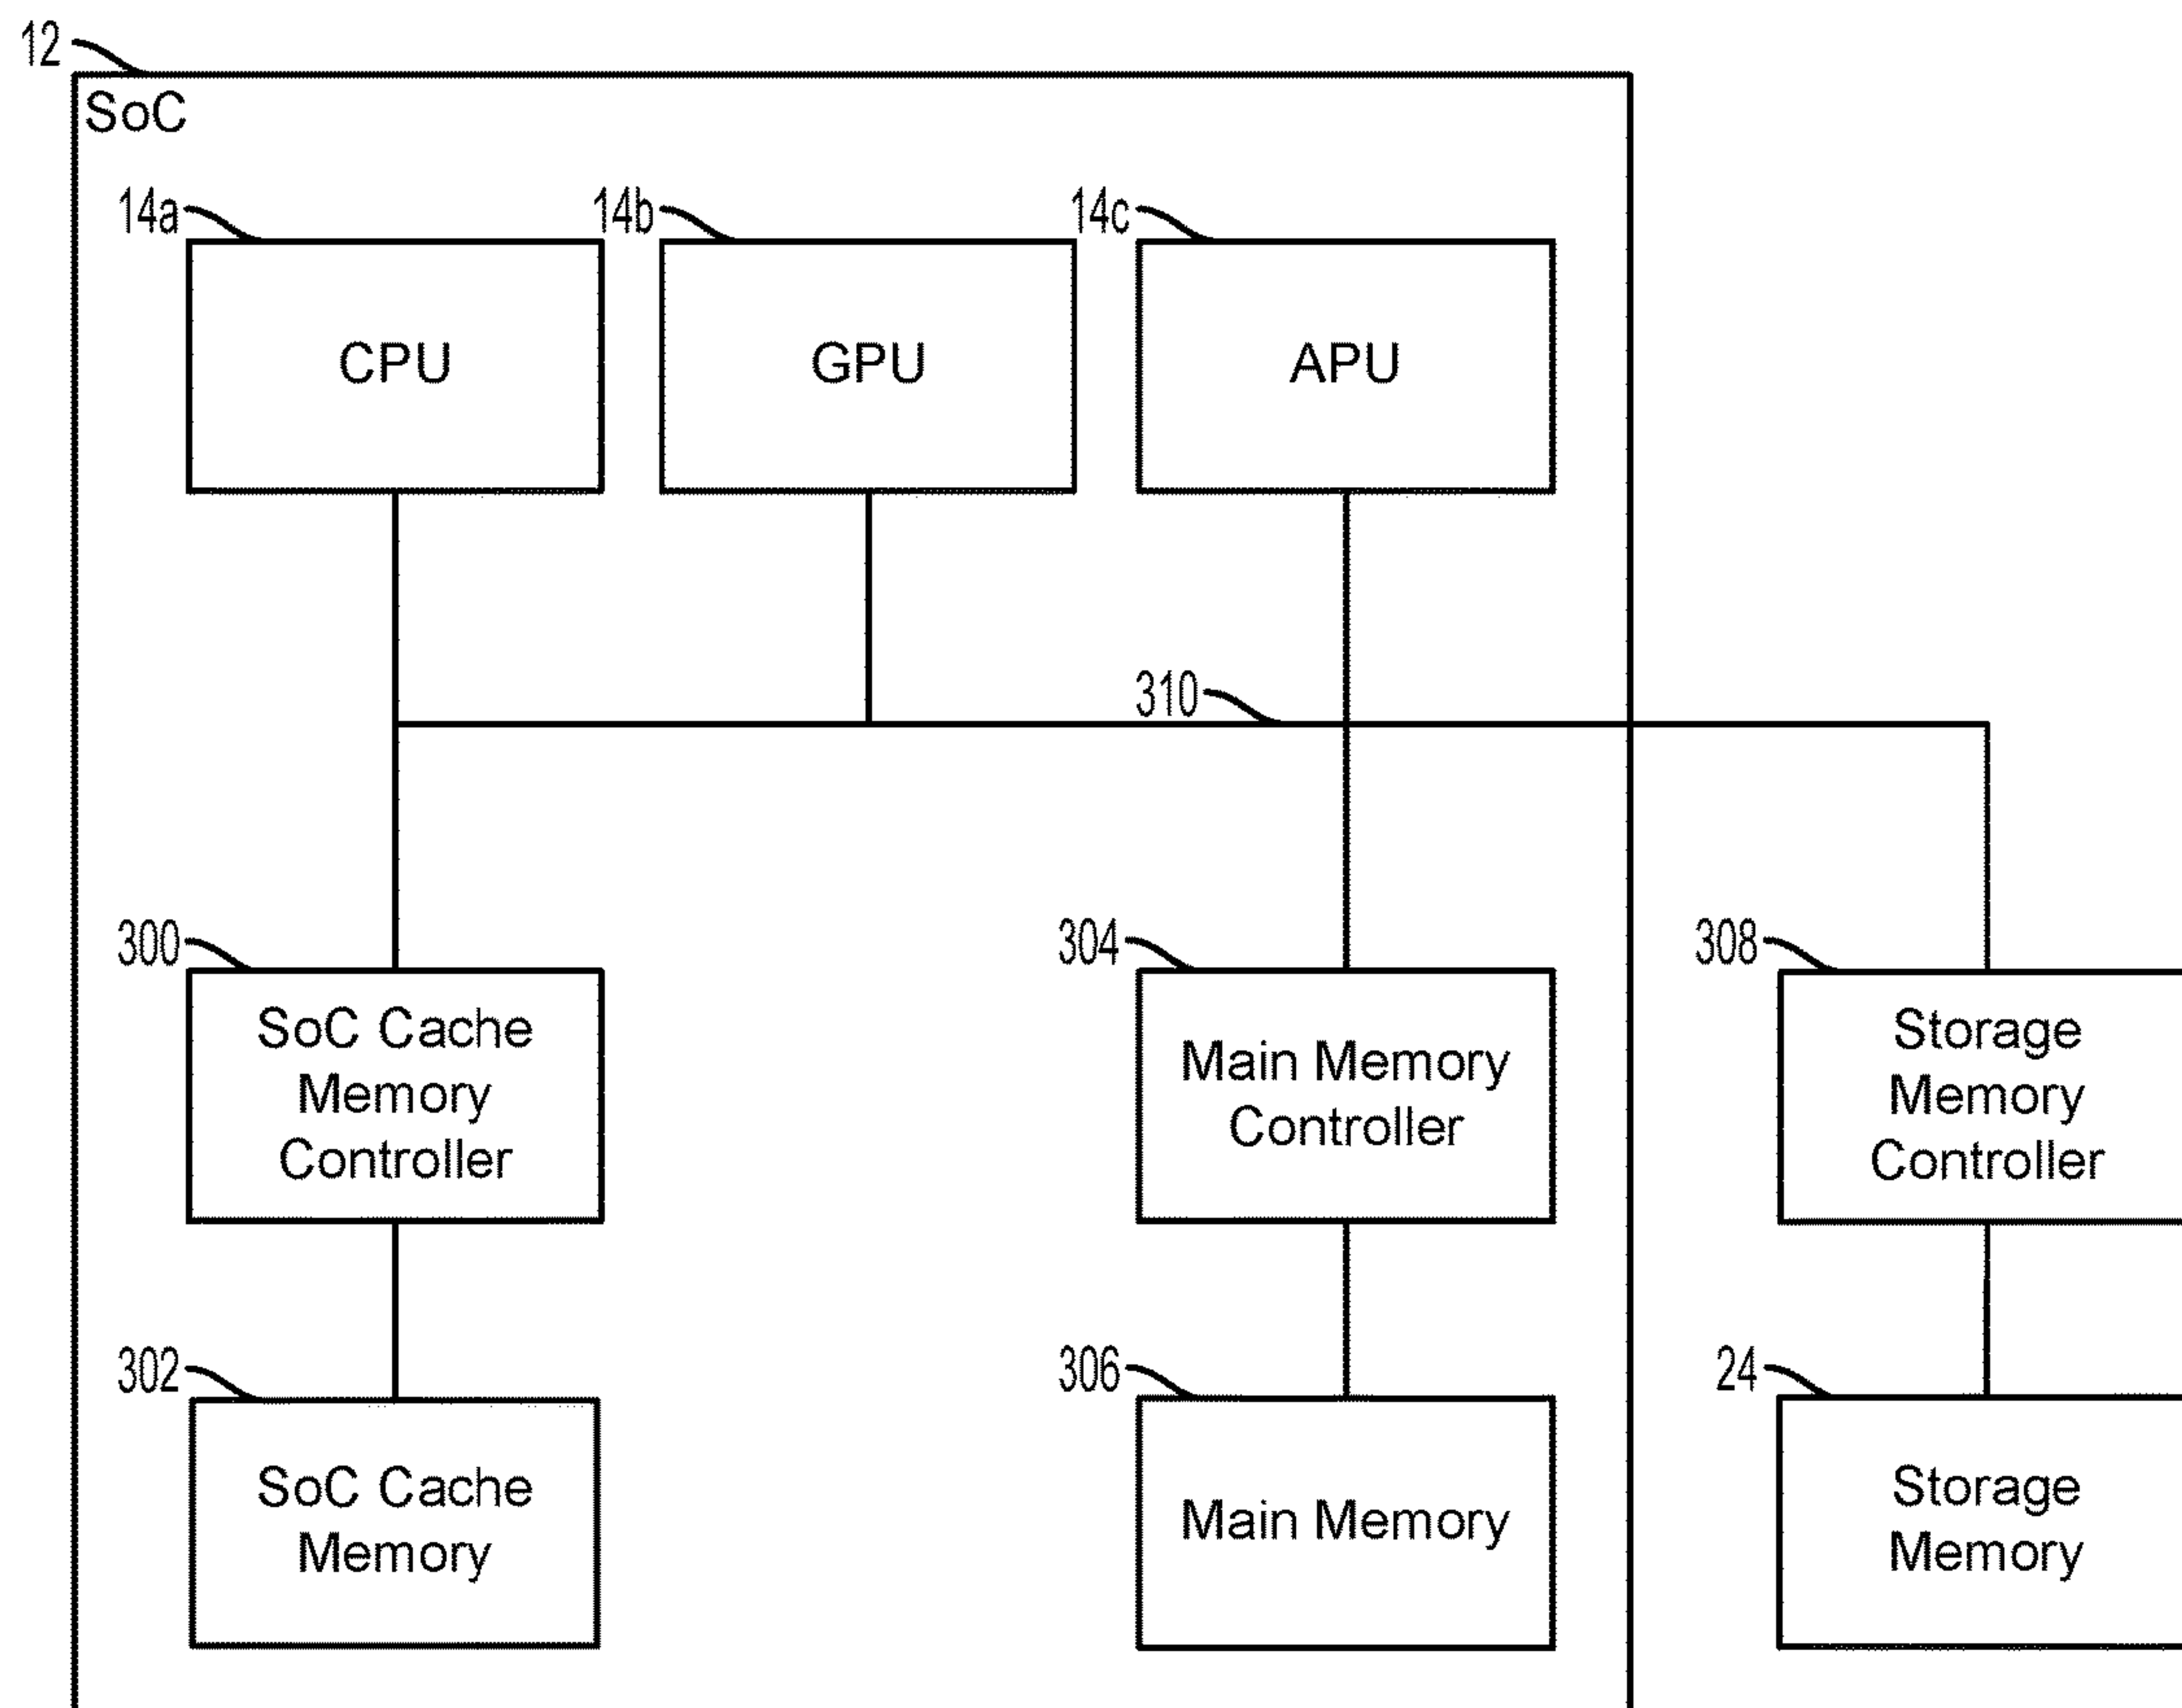 12
SoC
14a
14b
14c
CPU
GPU
APU
310
300
304
308
SoC Cache
Memory
Controller
Main Memory
Controller
Storage
Memory
Controller
302
306
24
SoC Cache
Memory
Main Memory
Storage
Memory